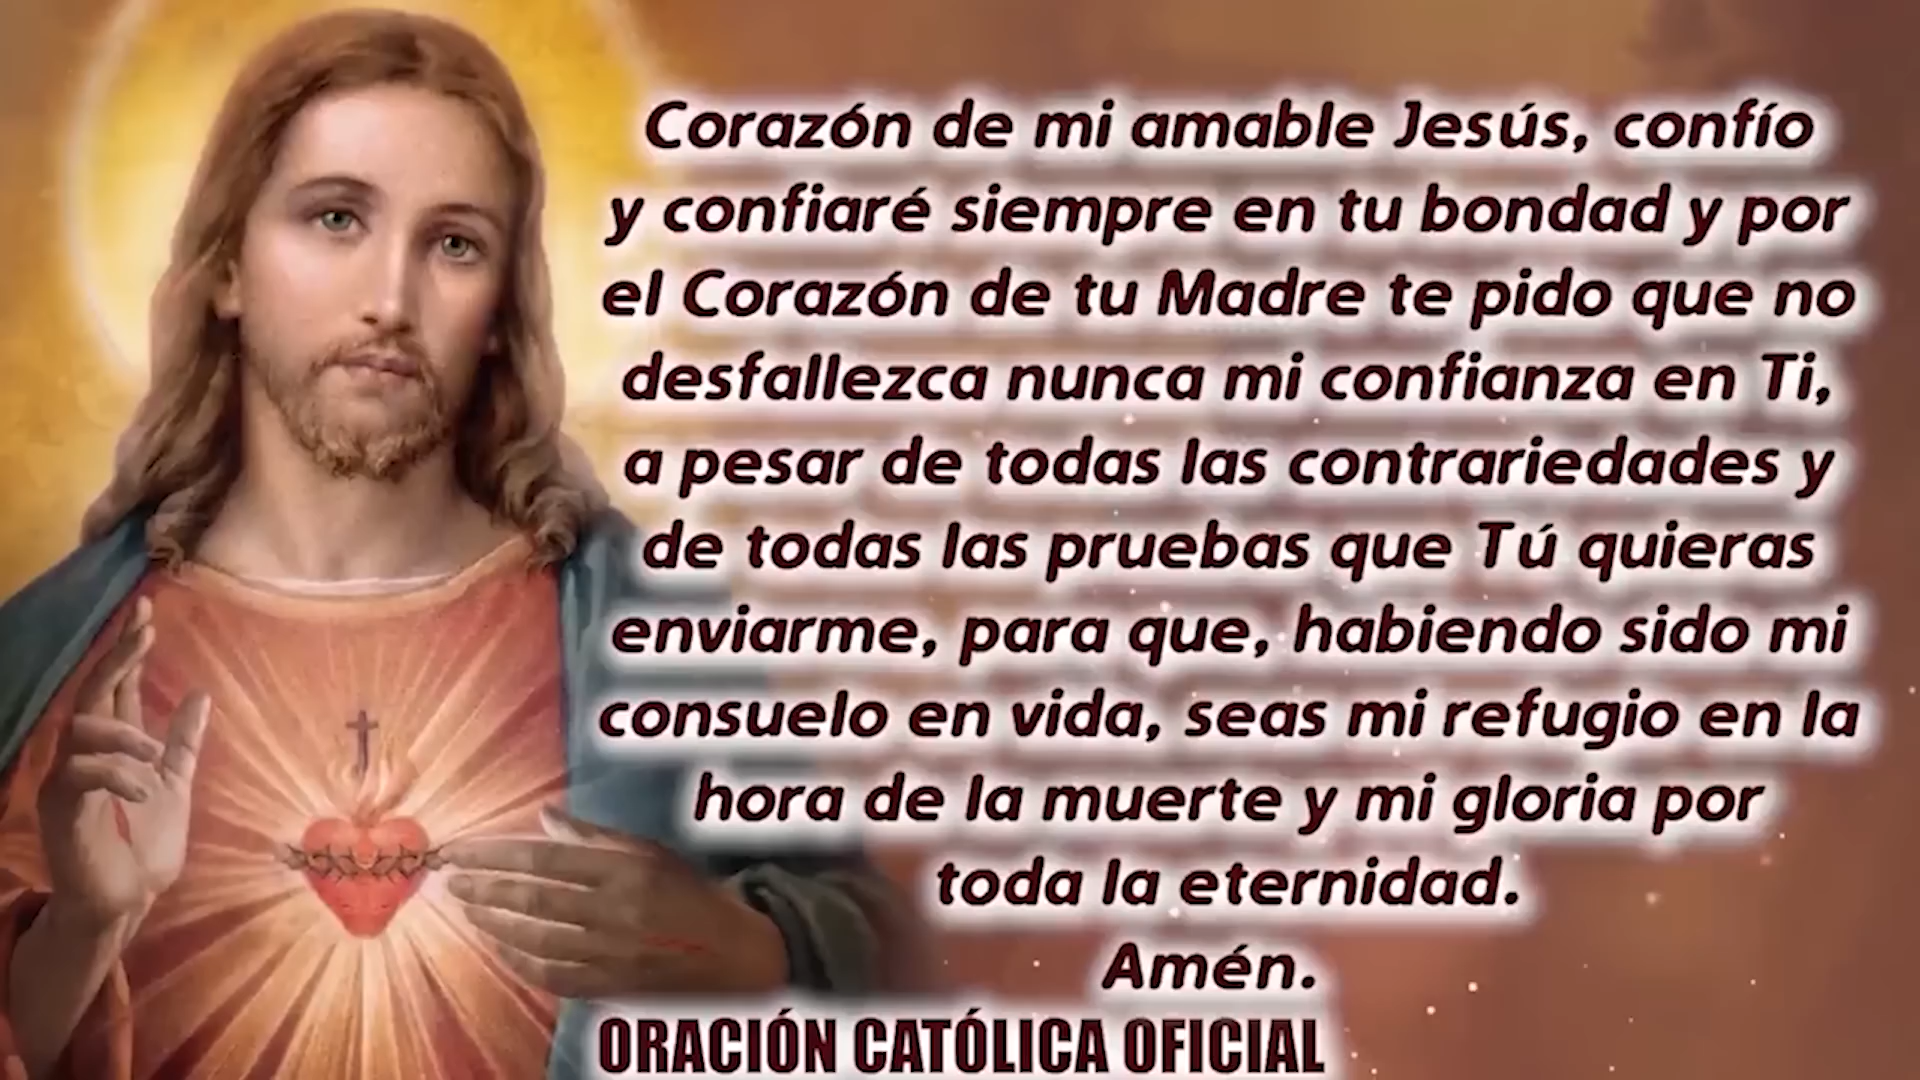 Corazón de mi amable Jesús, confío
y confiaré siempre en tu bondad y por
el Corazón de tu Madre te pido que no
desfallezca nunca mi confianza en Ti,
a pesar de todas las contrariedades y
de todas las pruebas que Tú quieras
enviarme, para que, habiendo sido mi
consuelo en vida, seas mi refugio en la
hora de la muerte y mi gloria por
toda la eternidad.
Amén.
ORACIÓN CATÓLICA OFICIAL